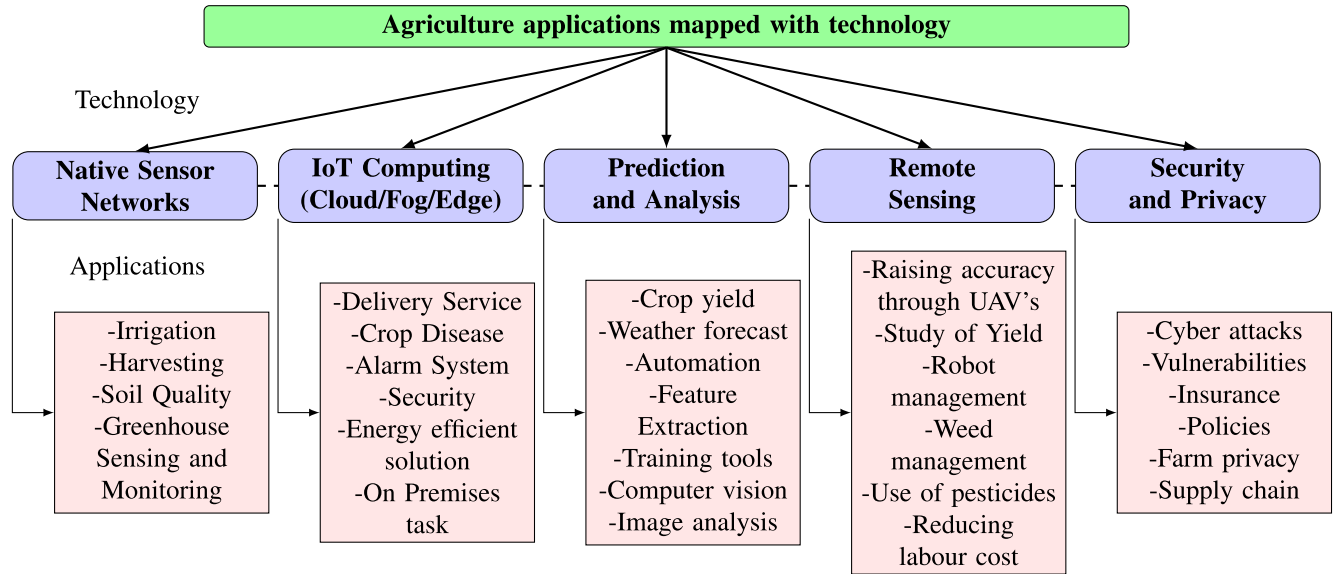 Agriculture applications mapped with technology
Technology
Native Sensor
Networks
IoT Computing
(Cloud/Fog/Edge)
Prediction
and Analysis
Remote
Sensing
Security
and Privacy
Applications
-Irrigation
-Harvesting
-Soil Quality
-Greenhouse
Sensing and
Monitoring
-Delivery Service
-Crop Disease
-Alarm System
-Security
-Energy efficient
solution
-On Premises
task
-Crop yield
-Weather forecast
-Automation
-Feature
Extraction
-Training tools
-Computer vision
-Image analysis
-Raising accuracy
through UAV's
-Study of Yield
-Robot
management
-Weed
management
-Use of pesticides
-Reducing
labour cost
-Cyber attacks
-Vulnerabilities
-Insurance
-Policies
-Farm privacy
-Supply chain